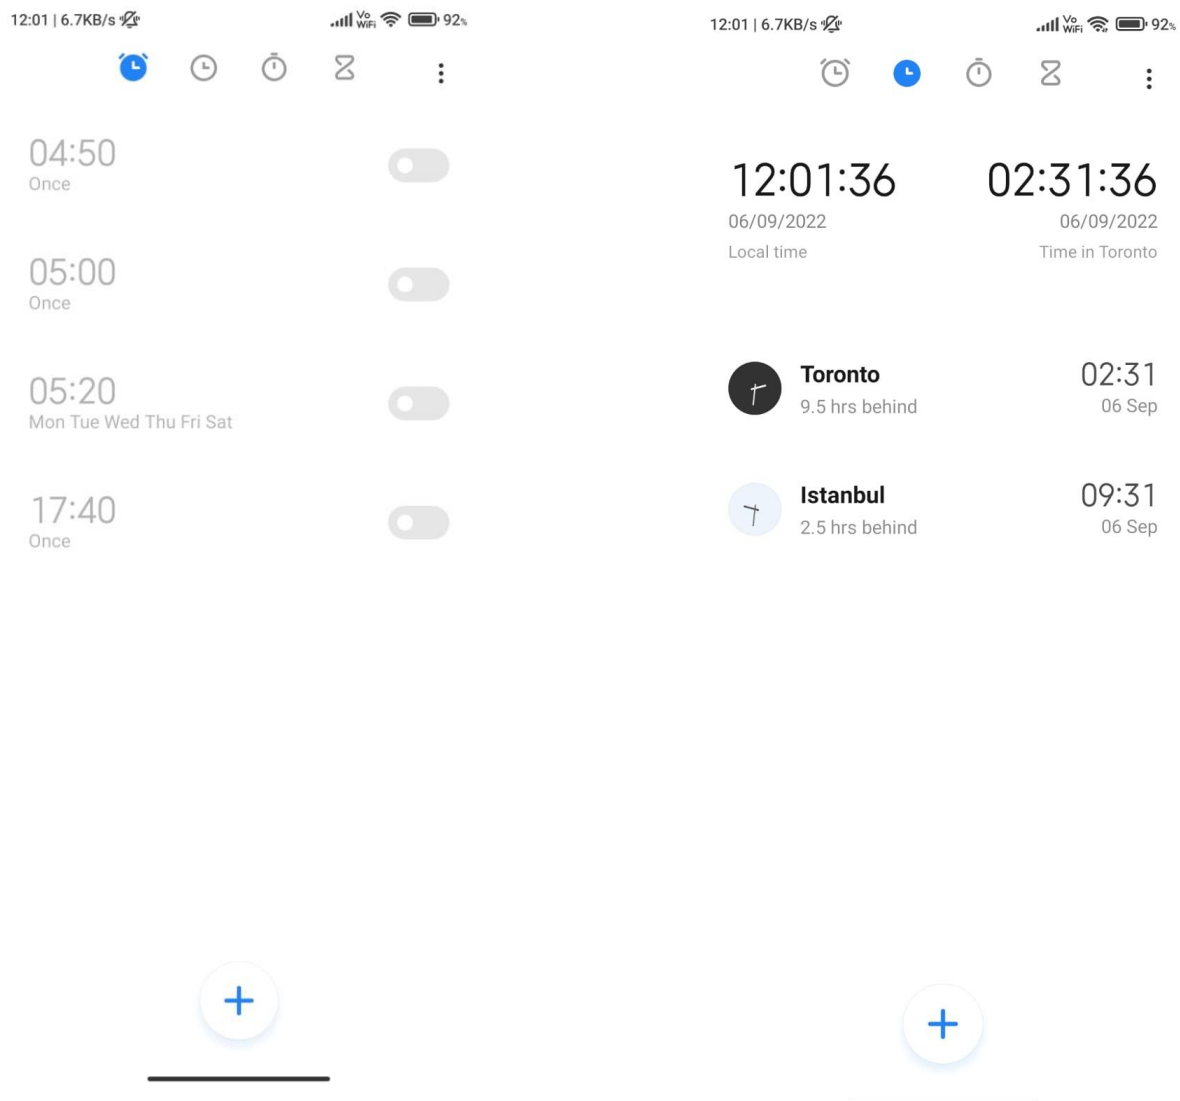 12:01 | 6.7KB/s
Vo WiFi
92%
04:50
Once
05:00
Once
05:20
Mon Tue Wed Thu Fri Sat
17:40
Once
12:01 | 6.7KB/s
Vo WiFi
92%
12:01:36
06/09/2022
Local time
02:31:36
06/09/2022
Time in Toronto
Toronto
9.5 hrs behind
02:31
06 Sep
Istanbul
2.5 hrs behind
09:31
06 Sep